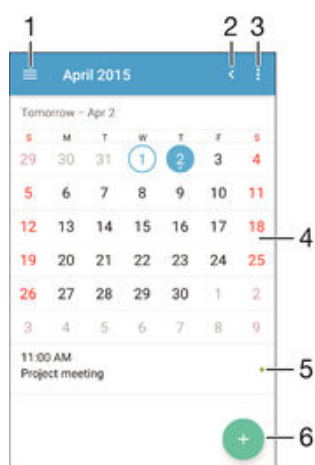 1 2 3
April 2015
Tomorrow – Apr 2
S M T W T F S
29 30 31 1 2 3 4
5 6 7 8 9 10 11
12 13 14 15 16 17 18
4
19 20 21 22 23 24 25
26 27 28 29 30 1 2
3 4 5 6 7 8 9
11:00 AM
Project meeting
5
6